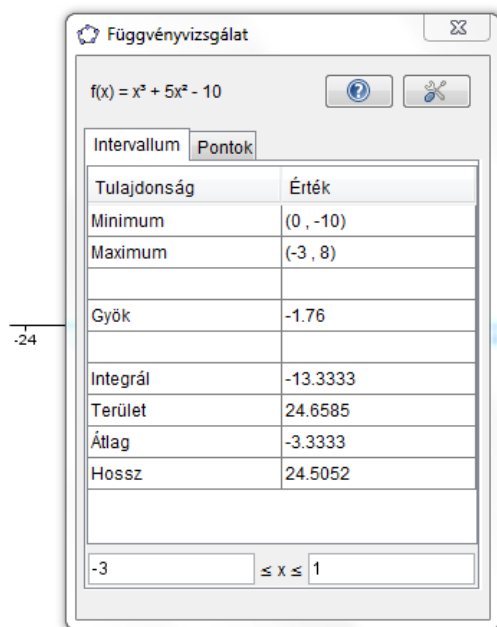 Függvényvizsgálat
f(x) = x³ + 5x² - 10
Intervallum Pontok
Tulajdonság Érték
Minimum (0 , -10)
Maximum (-3 , 8)
Gyök -1.76
-24
Integrál -13.3333
Terület 24.6585
Átlag -3.3333
Hossz 24.5052
-3 ≤ x ≤ 1